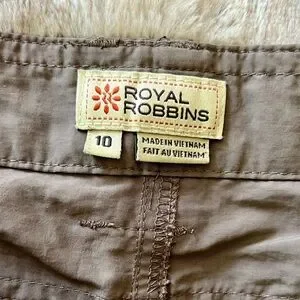 ROYAL
ROBBINS
10
MADE IN VIETNAM
FAIT AU VIETNAM